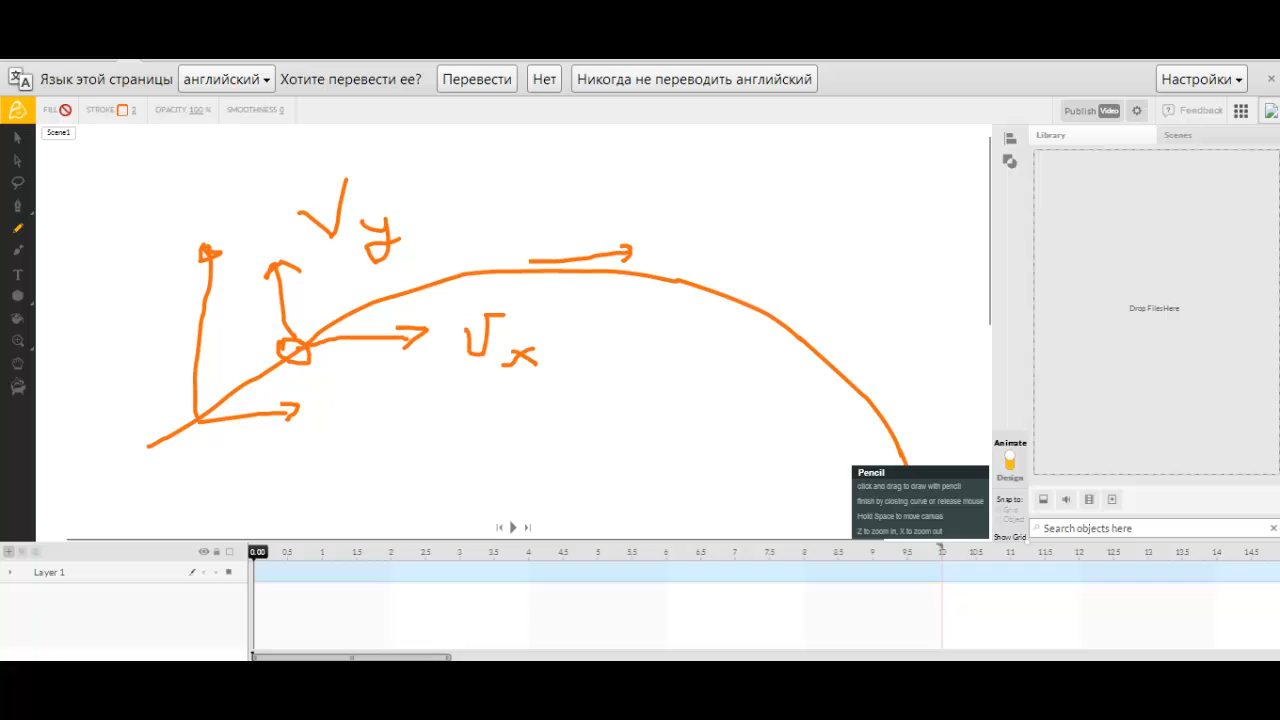 Язык этой страницы английский Хотите перевести ее? Перевести Нет Никогда не переводить английский Настройки ×
FILL STROKE 2 OPACITY 100 % SMOOTHNESS 0 Publish Video Feedback
Scene1
Library Scenes
V y
V x
Drop FilesHere
Animate
Design
Pencil
click and drag to draw with pencil
finish by closing curve or release mouse
Hold Space to move canvas
Z to zoom in, X to zoom out
Snap to:
Grid
Object
Show Grid
Search objects here ×
0.00 0.5 1 1.5 2 2.5 3 3.5 4 4.5 5 5.5 6 6.5 7 7.5 8 8.5 9 9.5 10 10.5 11 11.5 12 12.5 13 13.5 14 14.5
Layer 1